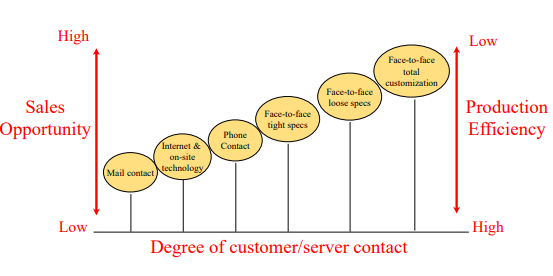 High
Low
Sales
Opportunity
Production
Efficiency
Face-to-face
total
customization
Face-to-face
loose specs
Face-to-face
tight specs
Phone
Contact
Internet &
on-site
technology
Mail contact
Low
High
Degree of customer/server contact